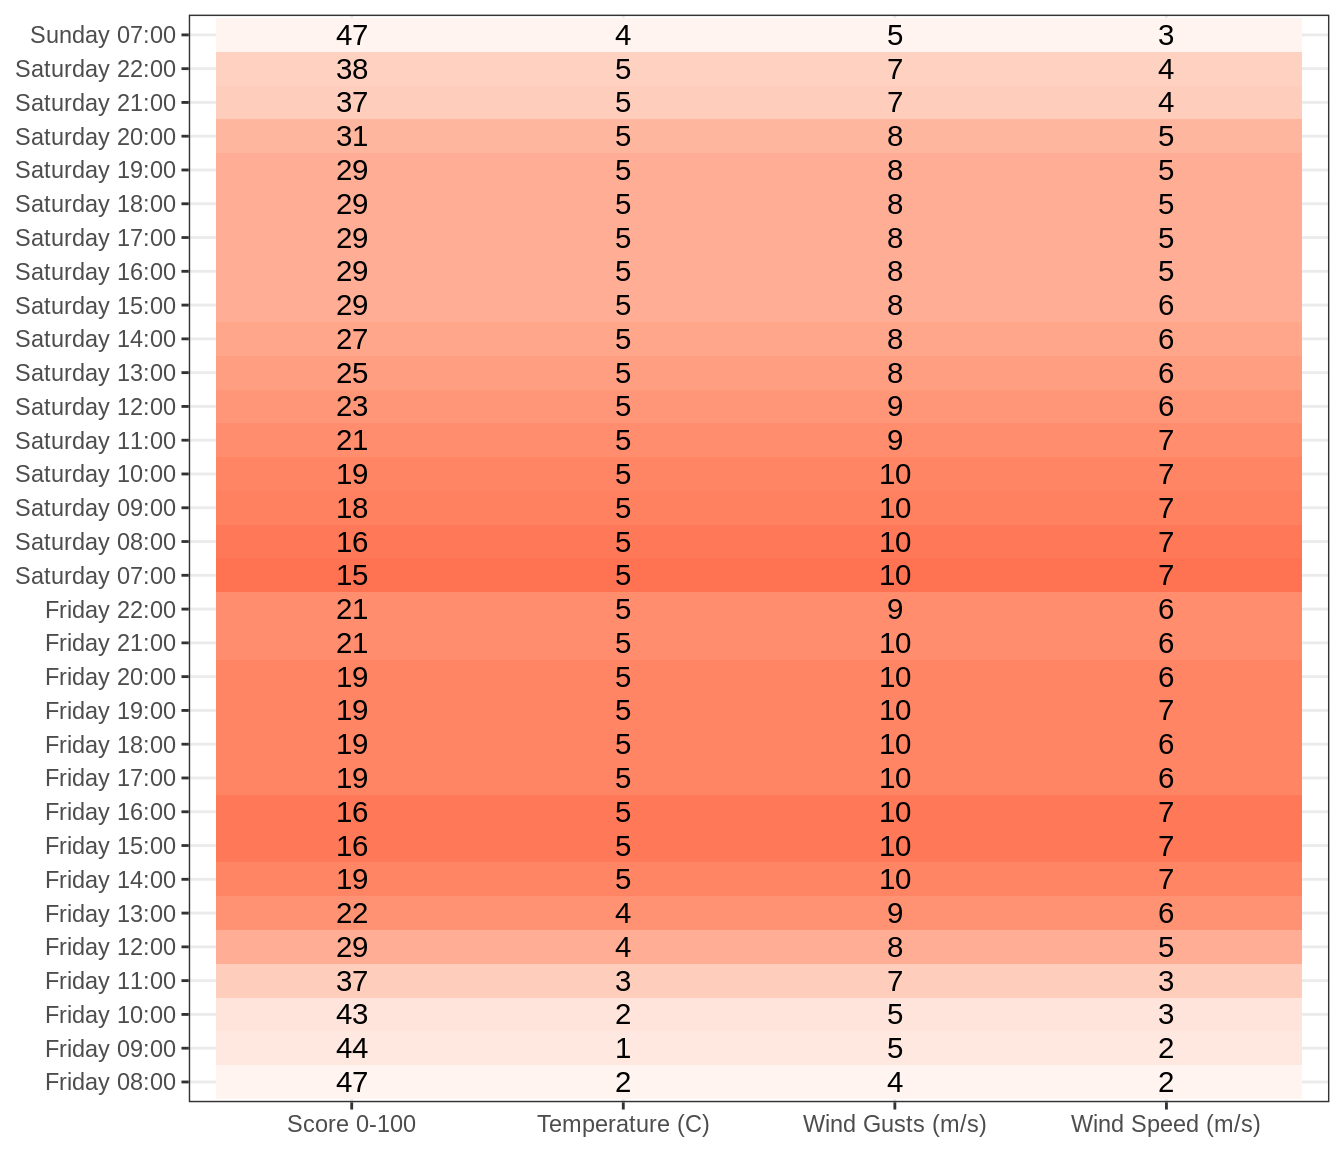 Sunday 07:00 47 4 5 3
Saturday 22:00 38 5 7 4
Saturday 21:00 37 5 7 4
Saturday 20:00 31 5 8 5
Saturday 19:00 29 5 8 5
Saturday 18:00 29 5 8 5
Saturday 17:00 29 5 8 5
Saturday 16:00 29 5 8 5
Saturday 15:00 29 5 8 6
Saturday 14:00 27 5 8 6
Saturday 13:00 25 5 8 6
Saturday 12:00 23 5 9 6
Saturday 11:00 21 5 9 7
Saturday 10:00 19 5 10 7
Saturday 09:00 18 5 10 7
Saturday 08:00 16 5 10 7
Saturday 07:00 15 5 10 7
Friday 22:00 21 5 9 6
Friday 21:00 21 5 10 6
Friday 20:00 19 5 10 6
Friday 19:00 19 5 10 7
Friday 18:00 19 5 10 6
Friday 17:00 19 5 10 6
Friday 16:00 16 5 10 7
Friday 15:00 16 5 10 7
Friday 14:00 19 5 10 7
Friday 13:00 22 4 9 6
Friday 12:00 29 4 8 5
Friday 11:00 37 3 7 3
Friday 10:00 43 2 5 3
Friday 09:00 44 1 5 2
Friday 08:00 47 2 4 2
Score 0-100 Temperature (C) Wind Gusts (m/s) Wind Speed (m/s)